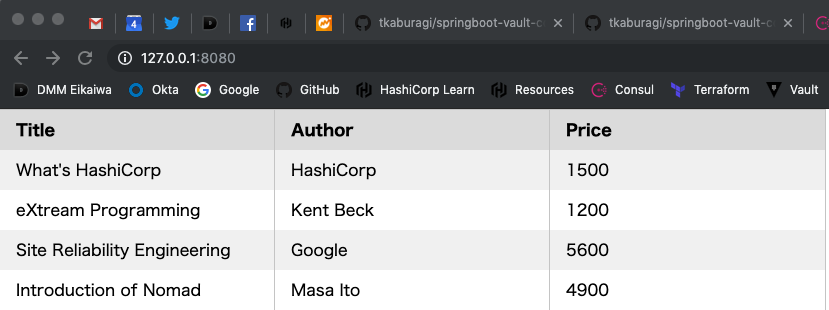 4
tkaburagi/springboot-vault-c
tkaburagi/springboot-vault-c
127.0.0.1:8080
DMM Eikaiwa Okta Google GitHub HashiCorp Learn Resources Consul Terraform Vault
Title Author Price
What's HashiCorp HashiCorp 1500
eXtream Programming Kent Beck 1200
Site Reliability Engineering Google 5600
Introduction of Nomad Masa Ito 4900